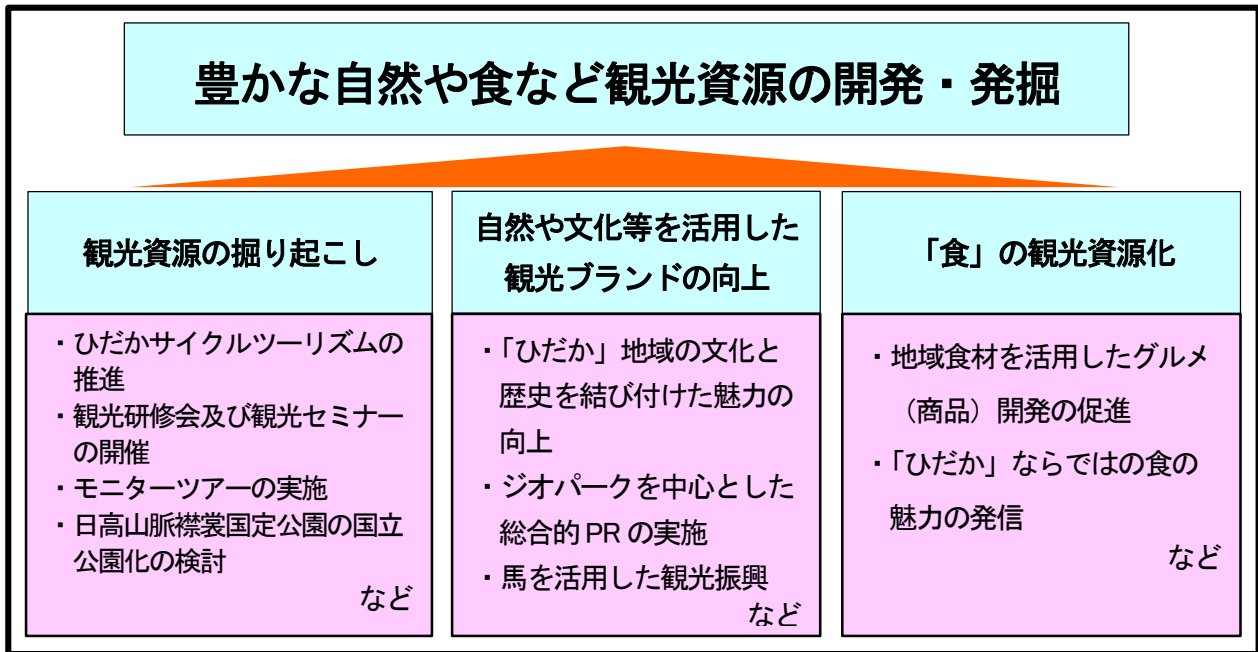 豊かな自然や食など観光資源の開発・発掘
観光資源の掘り起こし
・ひだかサイクルツーリズムの
推進
・観光研修会及び観光セミナー
の開催
・モニターツアーの実施
・日高山脈襟裳国定公園の国立
公園化の検討
など
自然や文化等を活用した
観光ブランドの向上
・「ひだか」地域の文化と
歴史を結び付けた魅力の
向上
・ジオパークを中心とした
総合的 PR の実施
・馬を活用した観光振興
など
「食」の観光資源化
・地域食材を活用したグルメ
（商品）開発の促進
・「ひだか」ならではの食の
魅力の発信
など